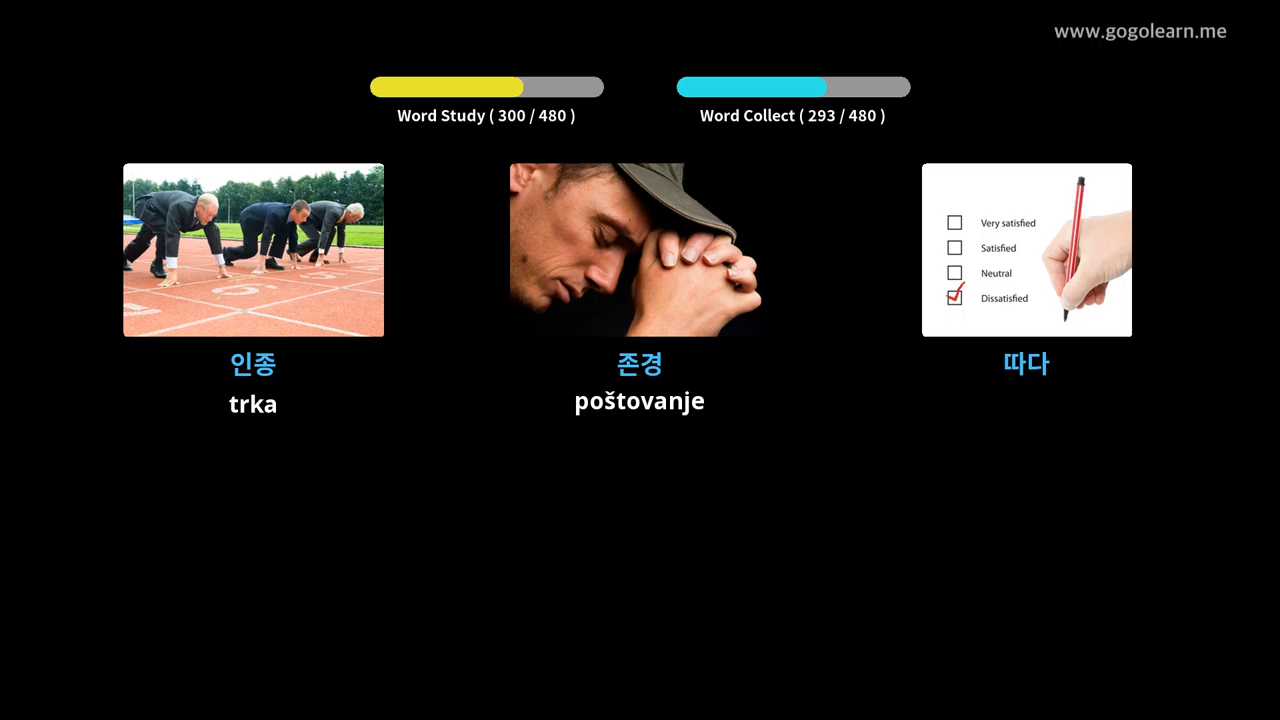 www.gogolearn.me
Word Study ( 300 / 480 )
Word Collect ( 293 / 480 )
Very satisfied
Satisfied
Neutral
Dissatisfied
인종
존경
따다
trka
poštovanje